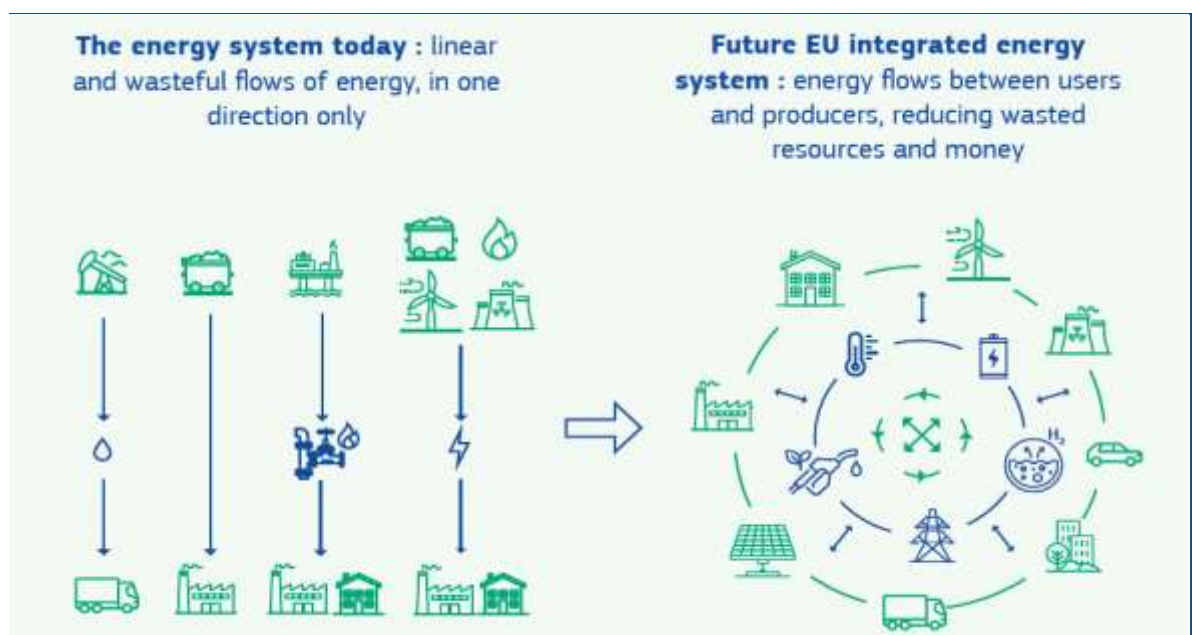 The energy system today : linear
and wasteful flows of energy, in one
direction only
Future EU integrated energy
system : energy flows between users
and producers, reducing wasted
resources and money
H₂